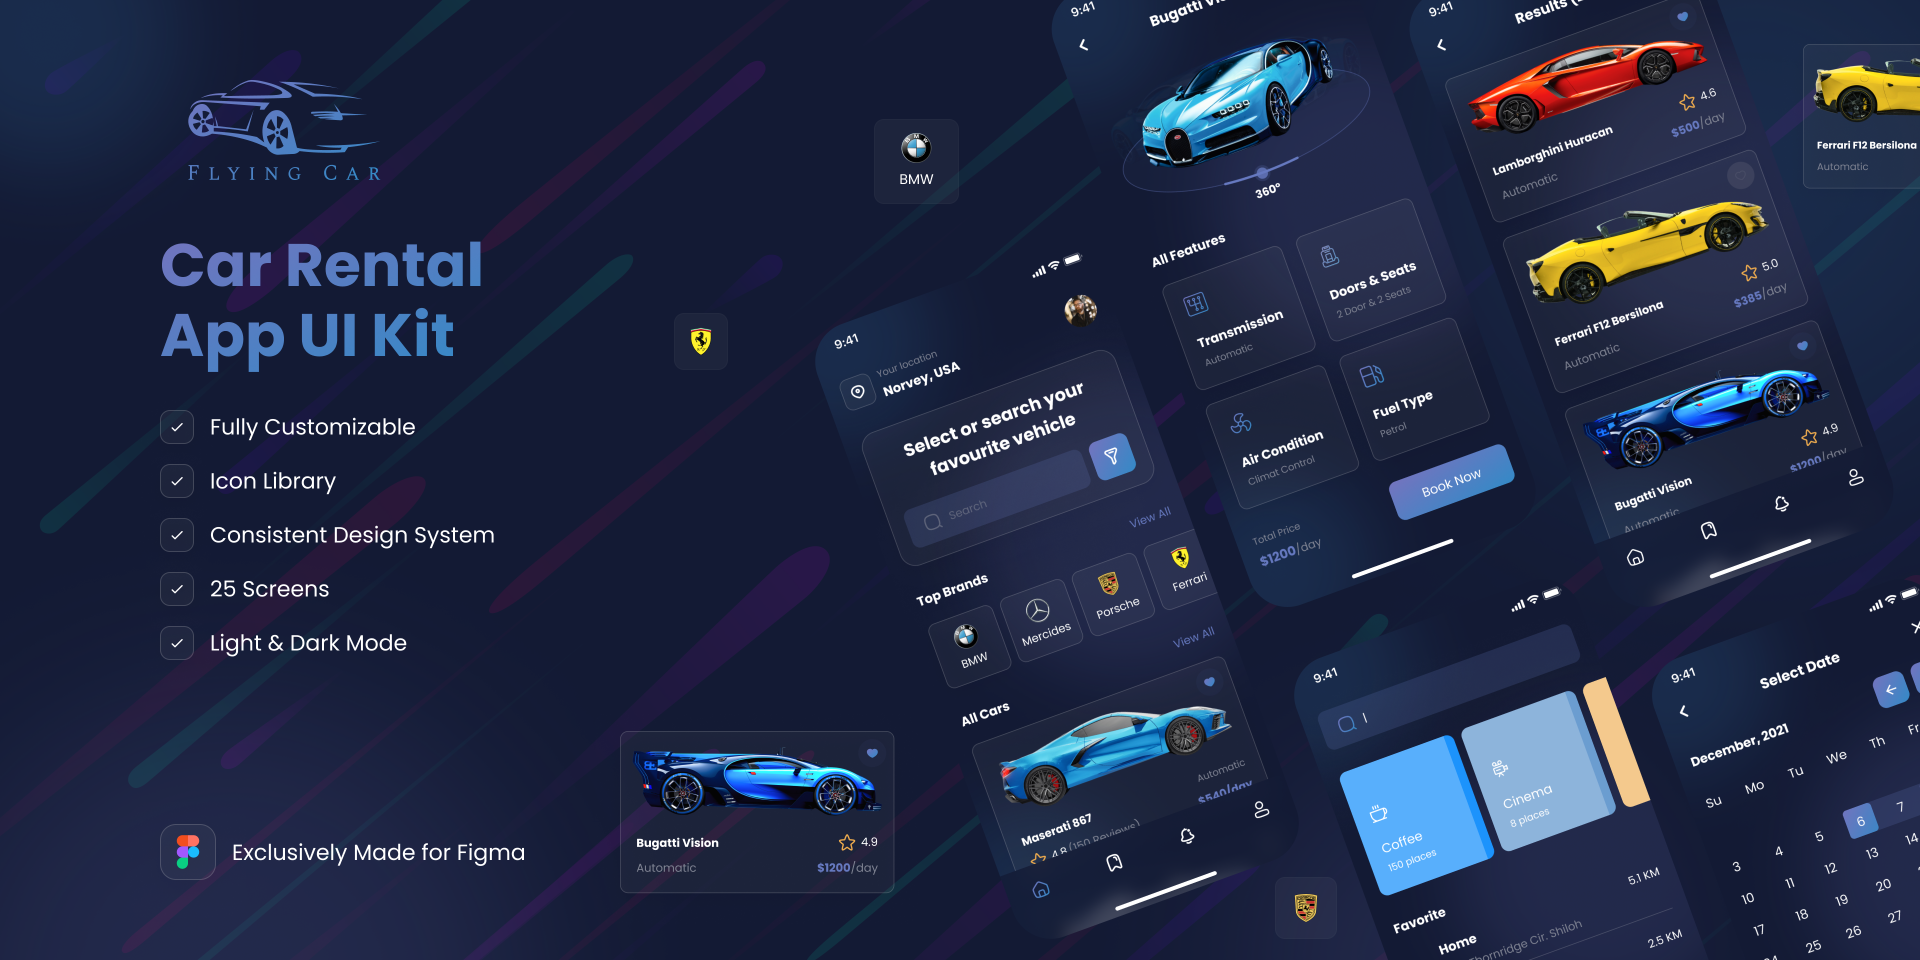 FLYING CAR
Car Rental
App UI Kit
Fully Customizable
Icon Library
Consistent Design System
25 Screens
Light & Dark Mode
Exclusively Made for Figma
BMW
Bugatti Vision
4.9
Automatic
$1200/day
9:41
Your location
Norvey, USA
Select or search your
favourite vehicle
Search
View All
Top Brands
BMW
Mercides
Porsche
Ferrari
View All
All Cars
Automatic
$540/day
Maserati 867
4.8 (150 Reviews)
9:41
Bugatti Vi
360°
All Features
Transmission
Automatic
Doors & Seats
2 Door & 2 Seats
Air Condition
Climat Control
Fuel Type
Petrol
Total Price
$1200/day
Book Now
9:41
Results
4.6
Lamborghini Huracan
$500/day
Automatic
5.0
Ferrari F12 Bersilona
$385/day
Automatic
4.9
Bugatti Vision
$1200/day
Automatic
Ferrari F12 Bersilona
Automatic
9:41
Coffee
150 places
Cinema
8 places
5.1 KM
Favorite
Home
Thornridge Cir. Shiloh
2.5 KM
9:41
Select Date
December, 2021
Su Mo Tu We Th Fr
3 4 5 6 7
10 11 12 13 14
17 18 19 20
24 25 26 27